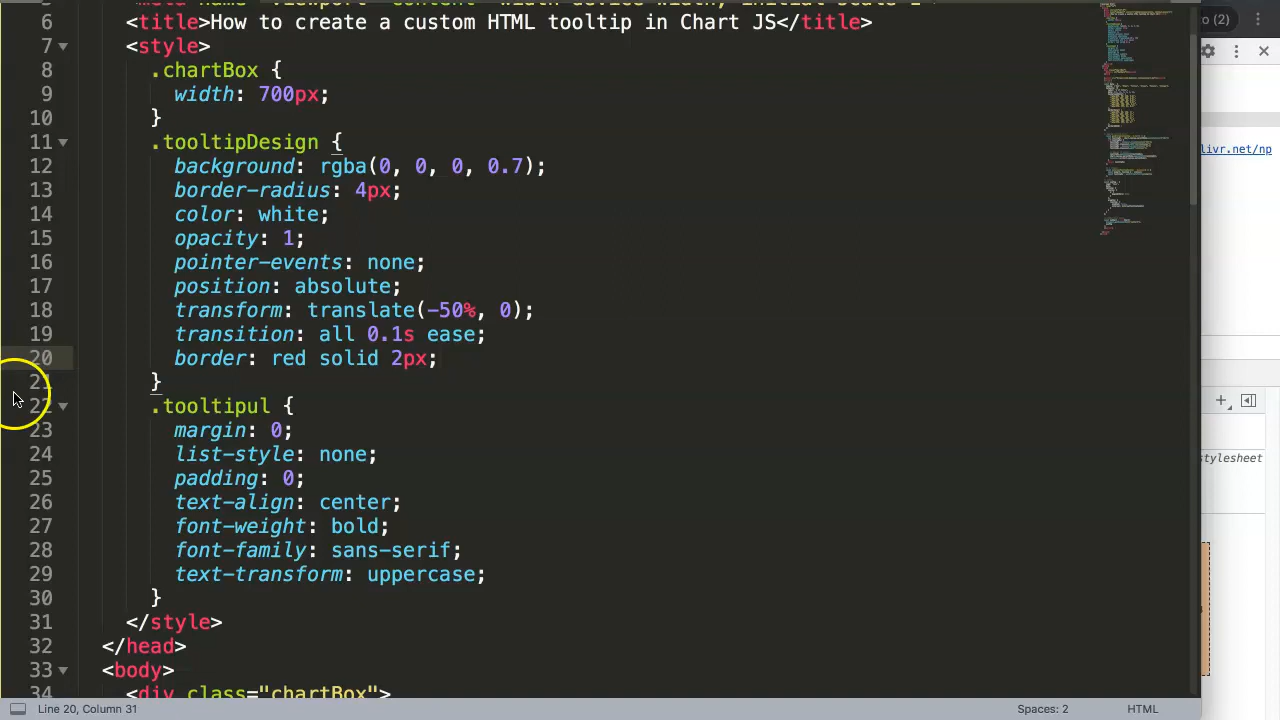 6 <title>How to create a custom HTML tooltip in Chart JS</title>
7 <style>
8 .chartBox {
9 width: 700px;
10 }
11 .tooltipDesign {
12 background: rgba(0, 0, 0, 0.7);
13 border-radius: 4px;
14 color: white;
15 opacity: 1;
16 pointer-events: none;
17 position: absolute;
18 transform: translate(-50%, 0);
19 transition: all 0.1s ease;
20 border: red solid 2px;
21 }
22 .tooltipul {
23 margin: 0;
24 list-style: none;
25 padding: 0;
26 text-align: center;
27 font-weight: bold;
28 font-family: sans-serif;
29 text-transform: uppercase;
30 }
31 </style>
32 </head>
33 <body>
34 <div class="chartBox">
Line 20, Column 31
Spaces: 2
HTML
(2)
livr.net/np
stylesheet